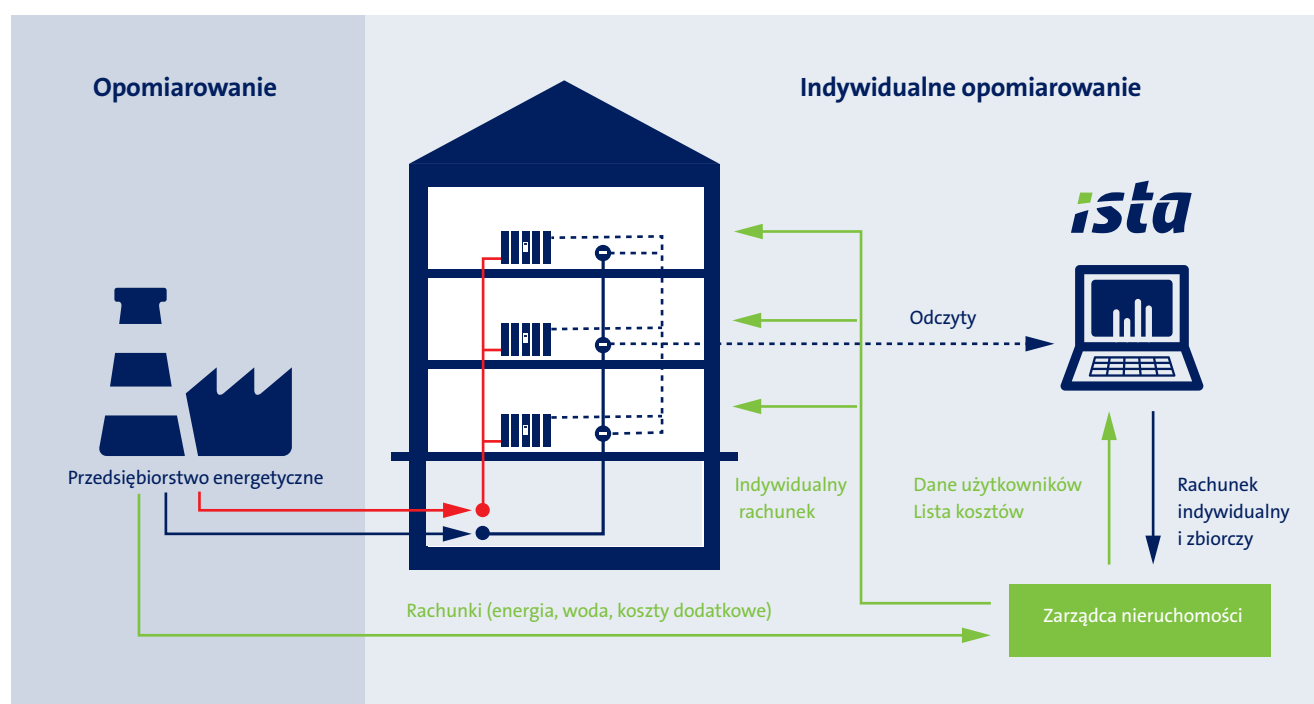 Opomiarowanie
Indywidualne opomiarowanie
ista
Odczyty
Przedsiębiorstwo energetyczne
Indywidualny
rachunek
Dane użytkowników
Lista kosztów
Rachunek
indywidualny
i zbiorczy
Rachunki (energia, woda, koszty dodatkowe)
Zarządca nieruchomości